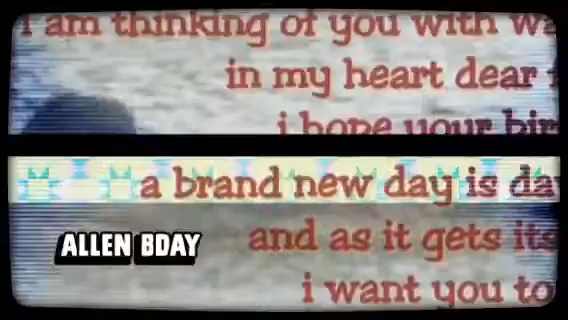 I am thinking of you with
in my heart dear
i hope your
a brand new day is
and as it gets its
i want you to
ALLEN BDAY